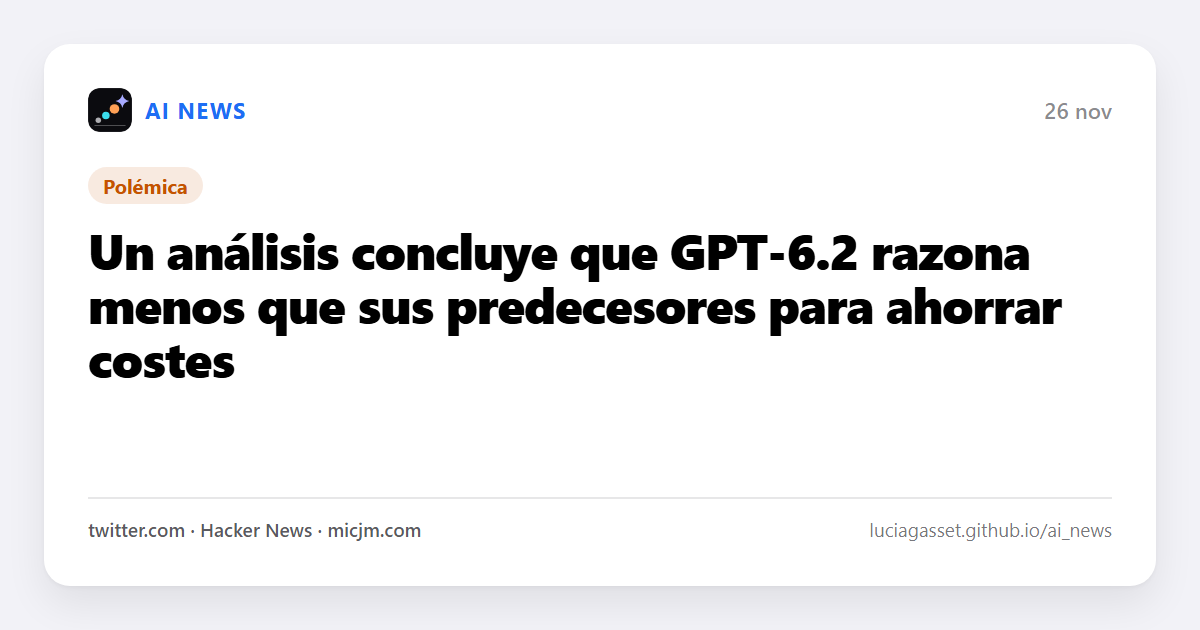 AI NEWS
26 nov
Polémica
Un análisis concluye que GPT-6.2 razona
menos que sus predecesores para ahorrar
costes
twitter.com · Hacker News · micjm.com
luciagasset.github.io/ai_news